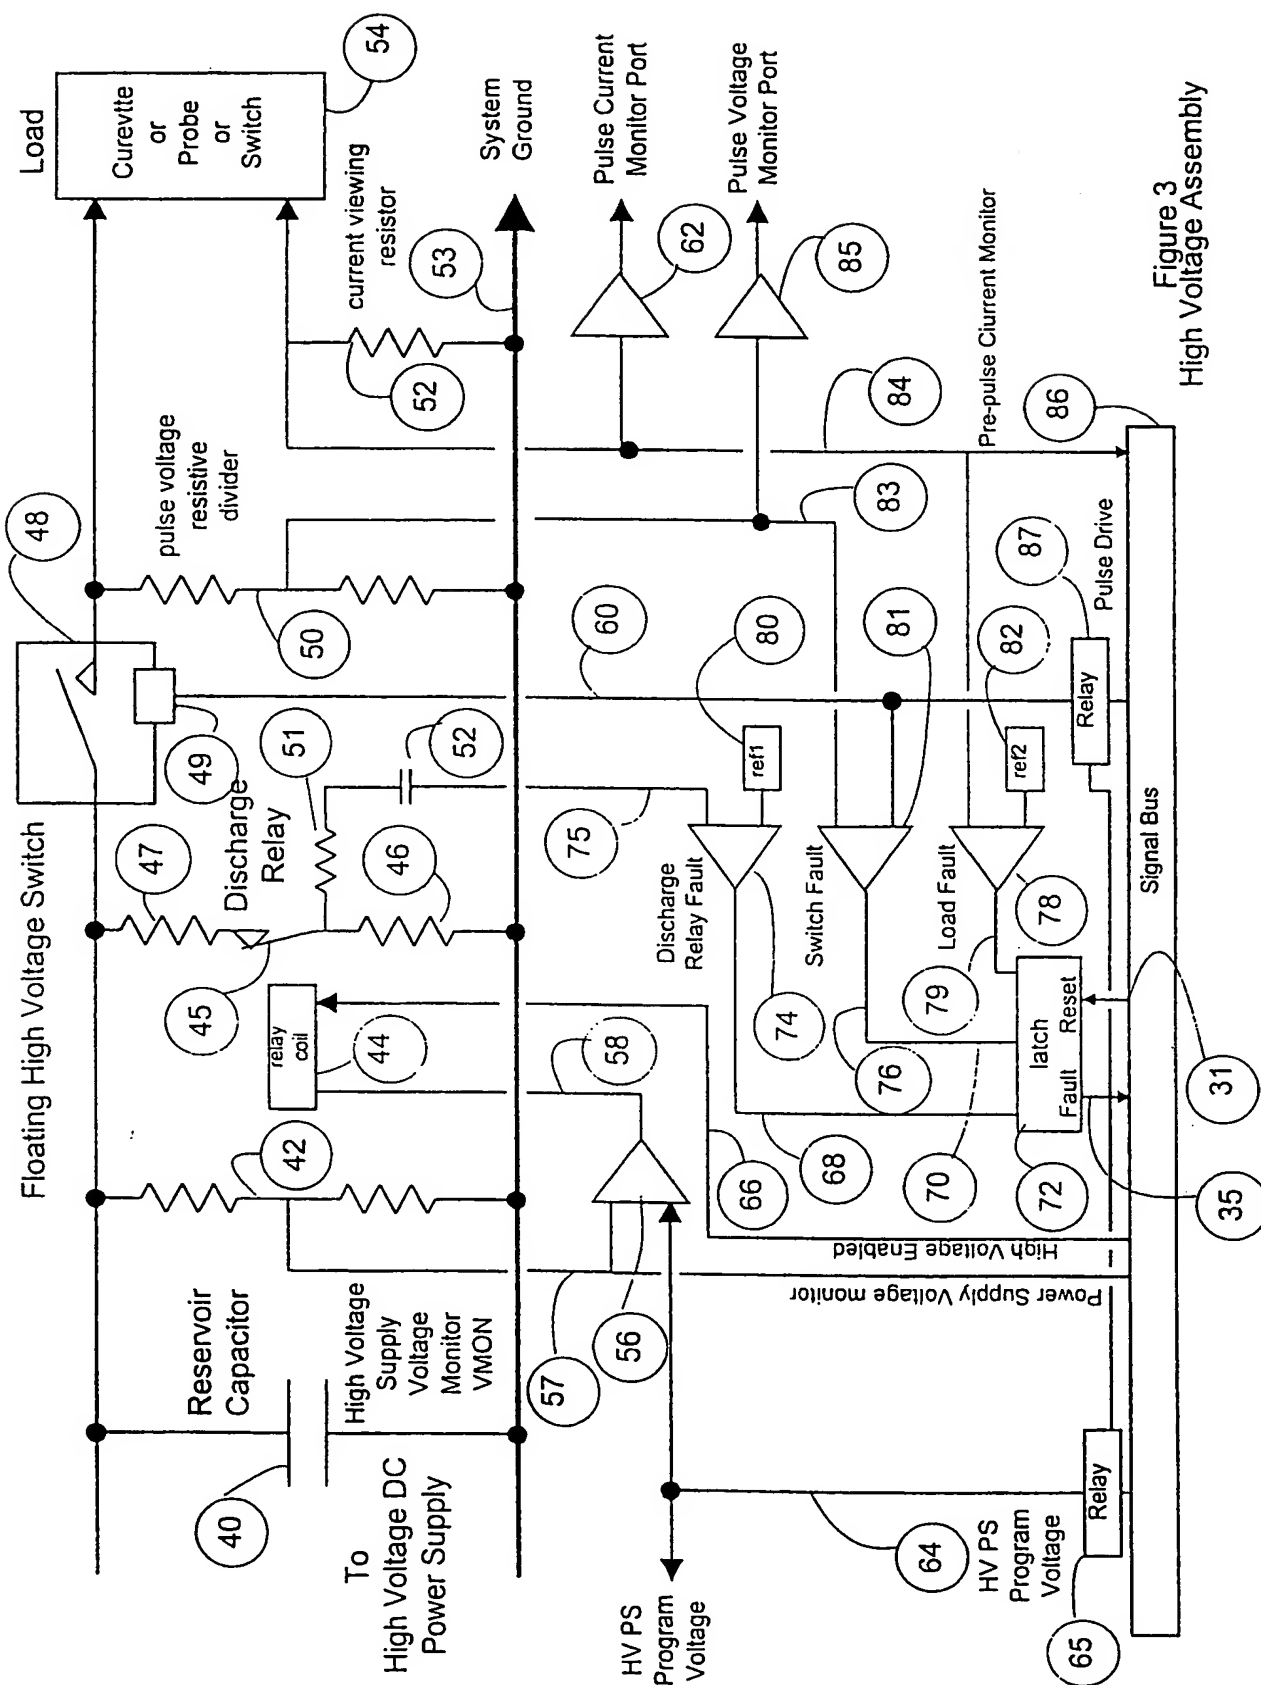 Floating High Voltage Switch
48
Load
Curevtte
or
Probe
or
Switch
54
pulse voltage
resistive
divider
49
47
Discharge
Relay
51
50
52
current viewing
resistor
52
53
System
Ground
42
45
relay
coil
44
46
Reservoir
Capacitor
40
High Voltage
Supply
Voltage
Monitor
VMON
To
High Voltage DC
Power Supply
57
56
58
75
60
62
Pulse Current
Monitor Port
85
Pulse Voltage
Monitor Port
HV PS
Program
Voltage
Discharge
Relay Fault
ref1
80
74
Switch Fault
81
83
84
66
68
76
70
79
Load Fault
78
ref2
82
Pre-pulse Ciurrent Monitor
64
HV PS
Program
Voltage
Relay
65
Power Supply Voltage monitor
High Voltage Enabled
latch
Fault
Reset
72
35
31
Relay
Pulse Drive
87
86
Signal Bus
Figure 3
High Voltage Assembly